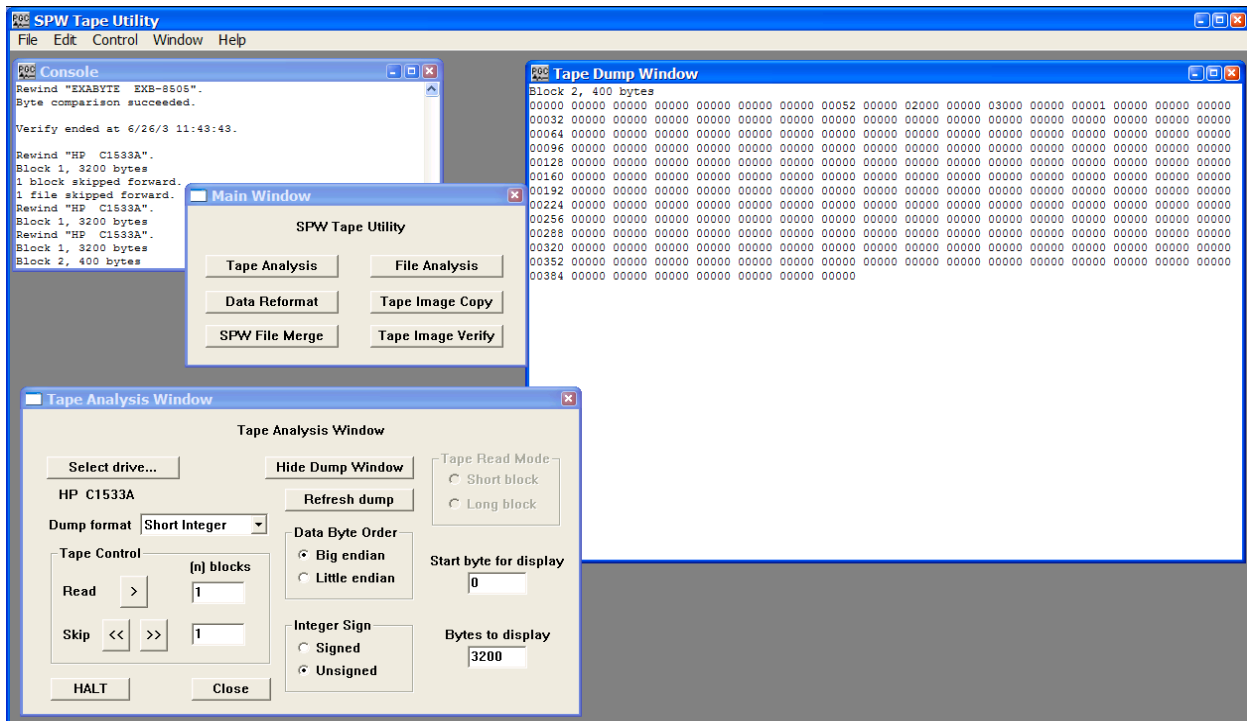 SPW Tape Utility
File Edit Control Window Help
Console
Rewind "EXABYTE EXB-8505".
Byte comparison succeeded.
Verify ended at 6/26/3 11:43:43.
Rewind "HP C1533A".
Block 1, 3200 bytes
1 block skipped forward.
1 file skipped forward.
Rewind "HP C1533A".
Block 1, 3200 bytes
Rewind "HP C1533A".
Block 1, 3200 bytes
Block 2, 400 bytes
Tape Dump Window
Block 2, 400 bytes
00000 00000 00000 00000 00000 00000 00000 00052 00000 02000 00000 03000 00000 00001 00000 00000 00000
00032 00000 00000 00000 00000 00000 00000 00000 00000 00000 00000 00000 00000 00000 00000 00000 00000
00064 00000 00000 00000 00000 00000 00000 00000 00000 00000 00000 00000 00000 00000 00000 00000 00000
00096 00000 00000 00000 00000 00000 00000 00000 00000 00000 00000 00000 00000 00000 00000 00000 00000
00128 00000 00000 00000 00000 00000 00000 00000 00000 00000 00000 00000 00000 00000 00000 00000 00000
00160 00000 00000 00000 00000 00000 00000 00000 00000 00000 00000 00000 00000 00000 00000 00000 00000
00192 00000 00000 00000 00000 00000 00000 00000 00000 00000 00000 00000 00000 00000 00000 00000 00000
00224 00000 00000 00000 00000 00000 00000 00000 00000 00000 00000 00000 00000 00000 00000 00000 00000
00256 00000 00000 00000 00000 00000 00000 00000 00000 00000 00000 00000 00000 00000 00000 00000 00000
00288 00000 00000 00000 00000 00000 00000 00000 00000 00000 00000 00000 00000 00000 00000 00000 00000
00320 00000 00000 00000 00000 00000 00000 00000 00000 00000 00000 00000 00000 00000 00000 00000 00000
00352 00000 00000 00000 00000 00000 00000 00000 00000 00000 00000 00000 00000 00000 00000 00000 00000
00384 00000 00000 00000 00000 00000 00000 00000
Main Window
SPW Tape Utility
Tape Analysis File Analysis
Data Reformat Tape Image Copy
SPW File Merge Tape Image Verify
Tape Analysis Window
Tape Analysis Window
Select drive...
HP C1533A
Dump format Short Integer
Tape Control
(n) blocks
Read > 1
Skip << >> 1
HALT Close
Hide Dump Window
Refresh dump
Data Byte Order
Big endian
Little endian
Integer Sign
Signed
Unsigned
Tape Read Mode
Short block
Long block
Start byte for display
0
Bytes to display
3200